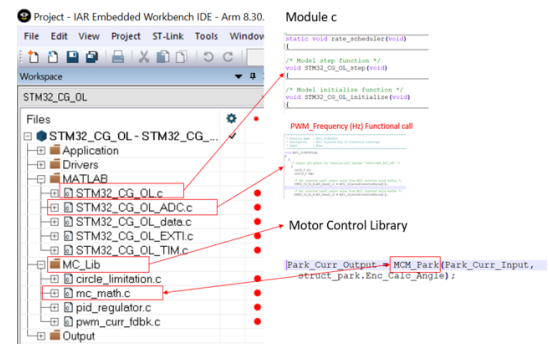 Project - IAR Embedded Workbench IDE - Arm 8.30.
File Edit View Project ST-Link Tools Window
Workspace
STM32_CG_OL
Files
STM32_CG_OL - STM32_CG_...
Application
Drivers
MATLAB
STM32_CG_OL.c
STM32_CG_OL_ADC.c
STM32_CG_OL_data.c
STM32_CG_OL_EXTI.c
STM32_CG_OL_TIM.c
MC_Lib
circle_limitation.c
mc_math.c
pid_regulator.c
pwm_curr_fdbk.c
Output
Module c
static void rate_scheduler(void)
{
/* Model step function */
void STM32_CG_OL_step(void)
{
/* Model initialize function */
void STM32_CG_OL_initialize(void)
{
PWM_Frequency (Hz) Functional call
Motor Control Library
Park_Curr_Output = MCM_Park(Park_Curr_Input,
struct_park.Enc_Calc_Angle);